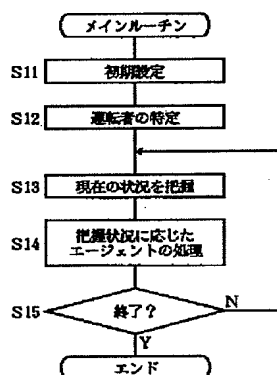 メインルーチン
S11 初期設定
S12 運転者の特定
S13 現在の状況を把握
S14 把握状況に応じた
エージェントの処理
S15 終了？ N
Y
エンド